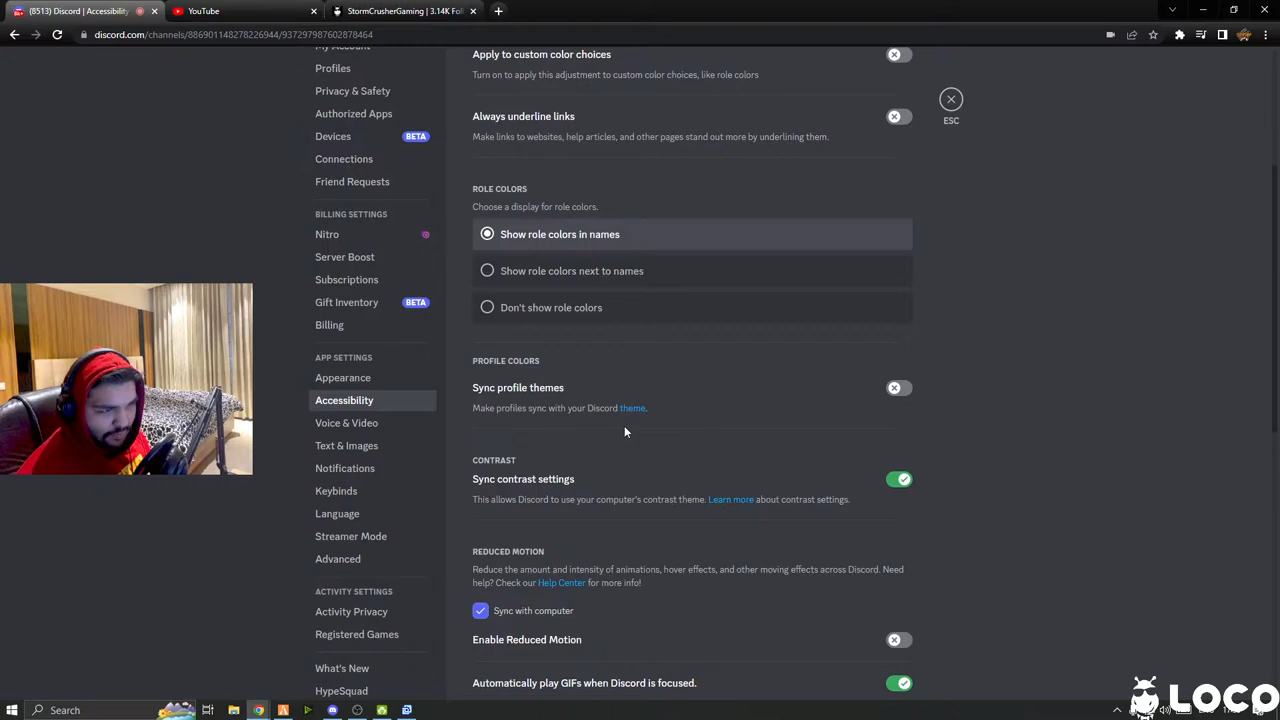 (8513) Discord | Accessibility
YouTube
StormCrusherGaming | 3.14K Fol
discord.com/channels/886901148278226944/937297987602878464
My Account
Profiles
Privacy & Safety
Authorized Apps
Devices BETA
Connections
Friend Requests
BILLING SETTINGS
Nitro
Server Boost
Subscriptions
Gift Inventory BETA
Billing
APP SETTINGS
Appearance
Accessibility
Voice & Video
Text & Images
Notifications
Keybinds
Language
Streamer Mode
Advanced
ACTIVITY SETTINGS
Activity Privacy
Registered Games
What's New
HypeSquad
Apply to custom color choices
Turn on to apply this adjustment to custom color choices, like role colors
Always underline links
Make links to websites, help articles, and other pages stand out more by underlining them.
ROLE COLORS
Choose a display for role colors.
Show role colors in names
Show role colors next to names
Don't show role colors
PROFILE COLORS
Sync profile themes
Make profiles sync with your Discord theme.
CONTRAST
Sync contrast settings
This allows Discord to use your computer's contrast theme. Learn more about contrast settings.
REDUCED MOTION
Reduce the amount and intensity of animations, hover effects, and other moving effects across Discord. Need
help? Check our Help Center for more info!
Sync with computer
Enable Reduced Motion
Automatically play GIFs when Discord is focused.
ESC
Search
LOCO